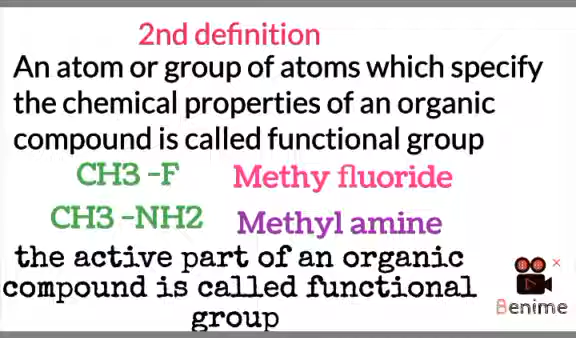 2nd definition
An atom or group of atoms which specify
the chemical properties of an organic
compound is called functional group
CH3 -F Methy fluoride
CH3 -NH2 Methyl amine
the active part of an organic
compound is called functional
group
Benime